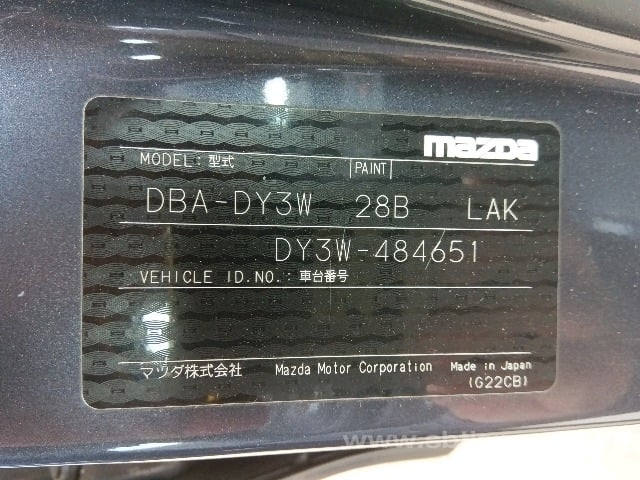 mazda
MODEL: 型式 PAINT
DBA-DY3W 28B LAK
DY3W-484651
VEHICLE ID.NO.: 車台番号
マツダ株式会社 Mazda Motor Corporation Made in Japan
(G22CB)